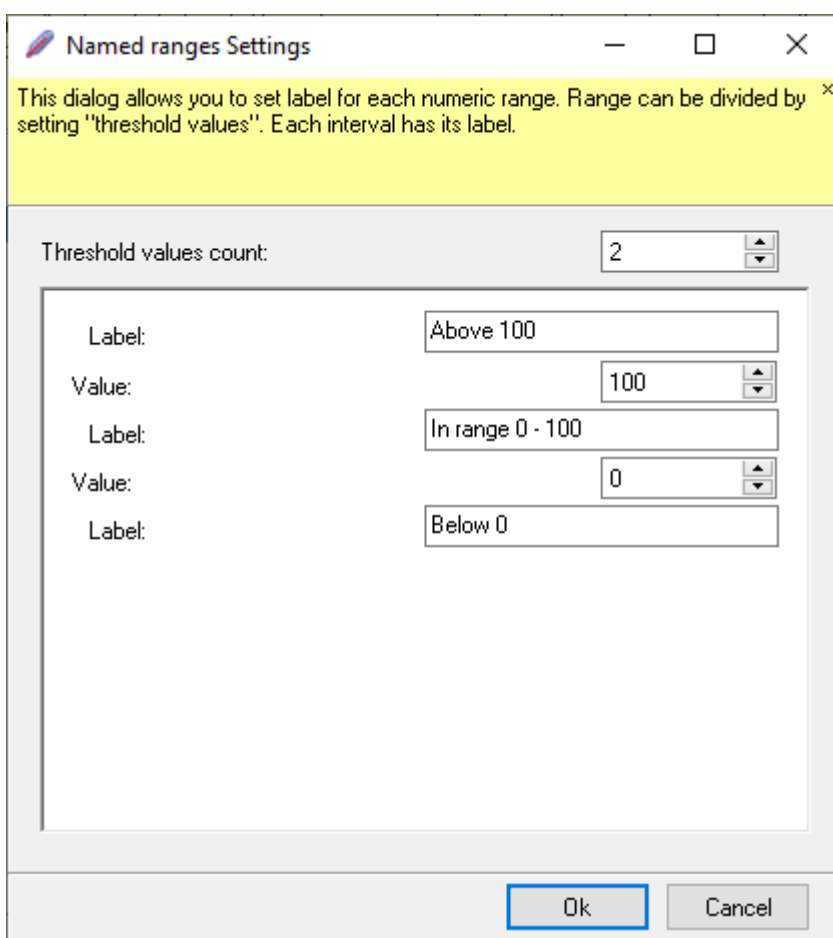 Named ranges Settings
This dialog allows you to set label for each numeric range. Range can be divided by
setting "threshold values". Each interval has its label.
Threshold values count: 2
Label: Above 100
Value: 100
Label: In range 0 - 100
Value: 0
Label: Below 0
Ok Cancel